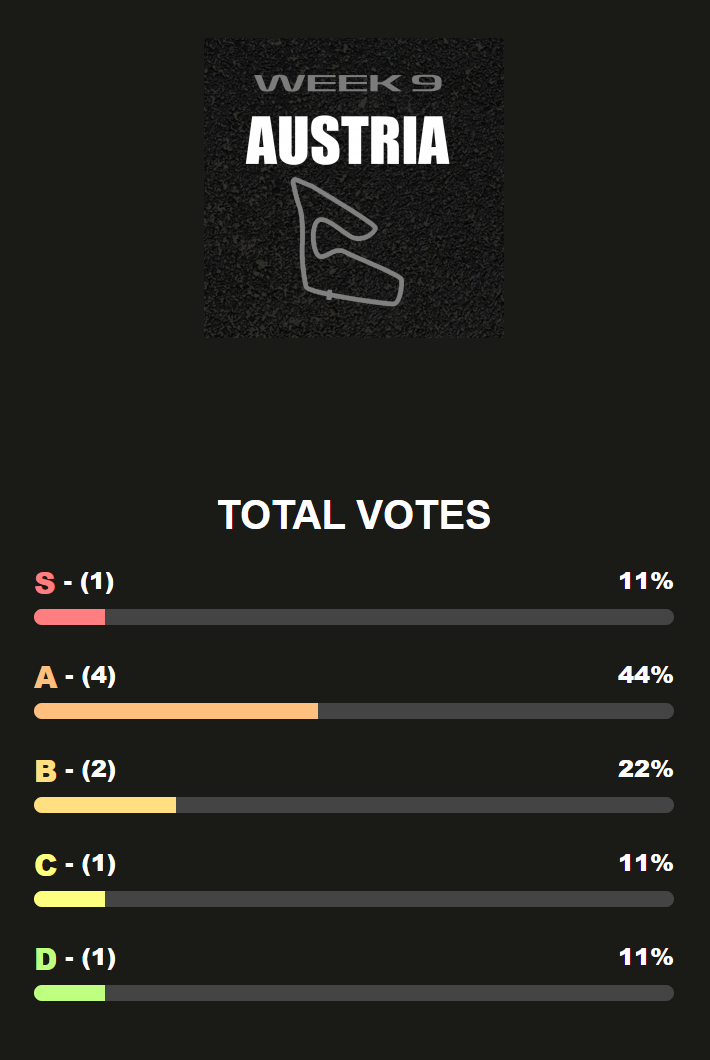 WEEK 9
AUSTRIA
TOTAL VOTES
S - (1) 11%
A - (4) 44%
B - (2) 22%
C - (1) 11%
D - (1) 11%